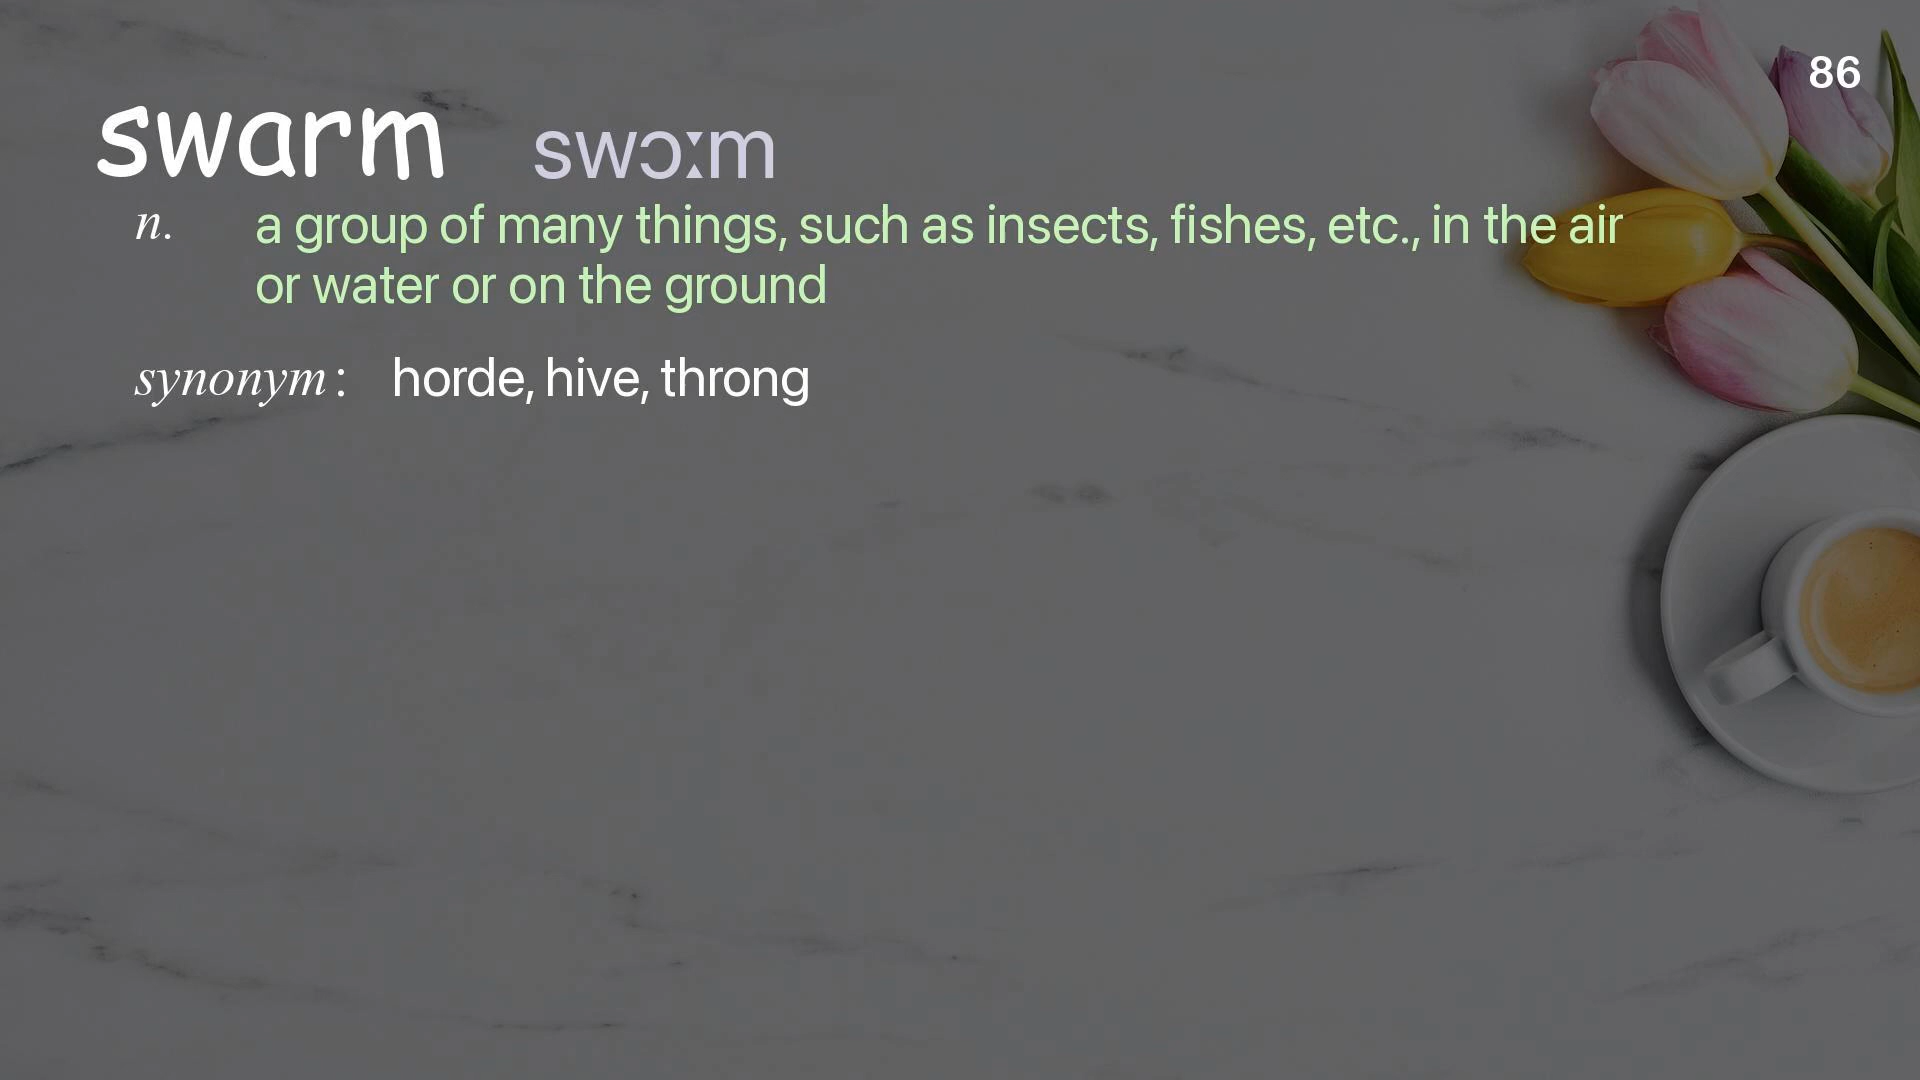 86
swarm swɔːm
n. a group of many things, such as insects, fishes, etc., in the air
or water or on the ground
synonym: horde, hive, throng